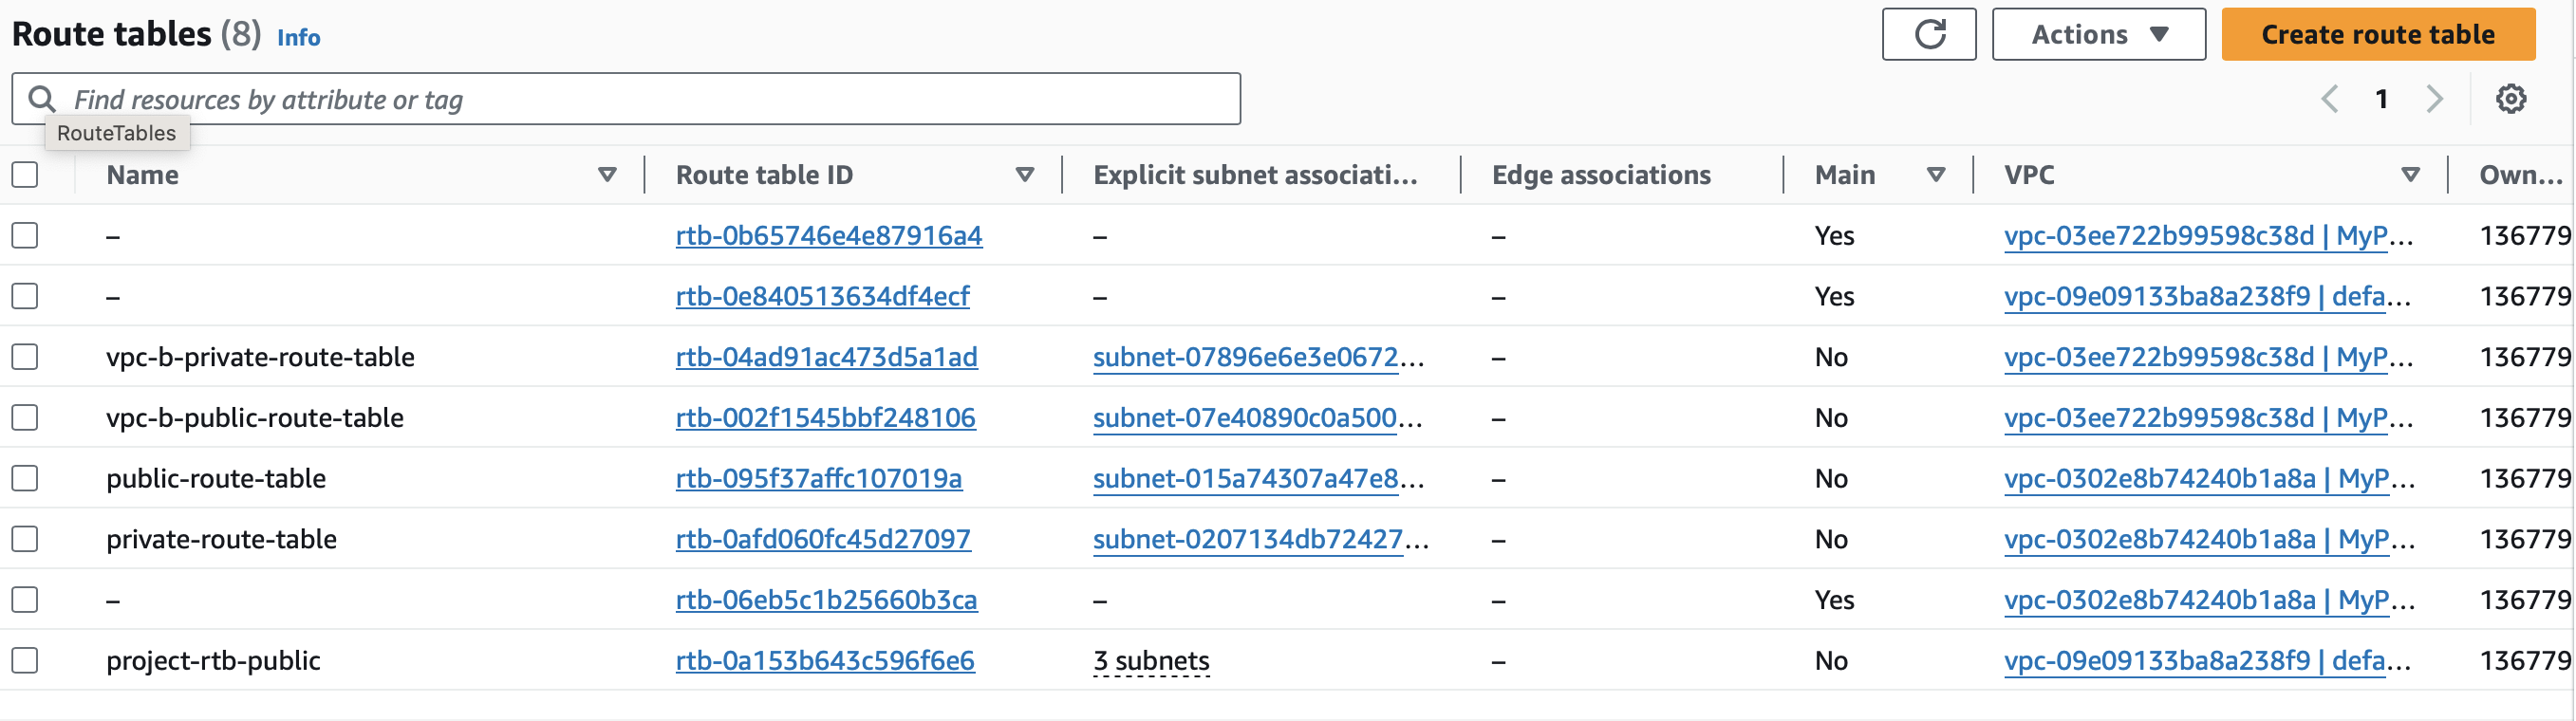 Route tables (8) Info
Actions
Create route table
Find resources by attribute or tag
1
RouteTables
Name Route table ID Explicit subnet associati... Edge associations Main VPC Own...
– rtb-0b65746e4e87916a4 – – Yes vpc-03ee722b99598c38d | MyP... 136779
– rtb-0e840513634df4ecf – – Yes vpc-09e09133ba8a238f9 | defa... 136779
vpc-b-private-route-table rtb-04ad91ac473d5a1ad subnet-07896e6e3e0672... – No vpc-03ee722b99598c38d | MyP... 136779
vpc-b-public-route-table rtb-002f1545bbf248106 subnet-07e40890c0a500... – No vpc-03ee722b99598c38d | MyP... 136779
public-route-table rtb-095f37affc107019a subnet-015a74307a47e8... – No vpc-0302e8b74240b1a8a | MyP... 136779
private-route-table rtb-0afd060fc45d27097 subnet-0207134db72427... – No vpc-0302e8b74240b1a8a | MyP... 136779
– rtb-06eb5c1b25660b3ca – – Yes vpc-0302e8b74240b1a8a | MyP... 136779
project-rtb-public rtb-0a153b643c596f6e6 3 subnets – No vpc-09e09133ba8a238f9 | defa... 136779